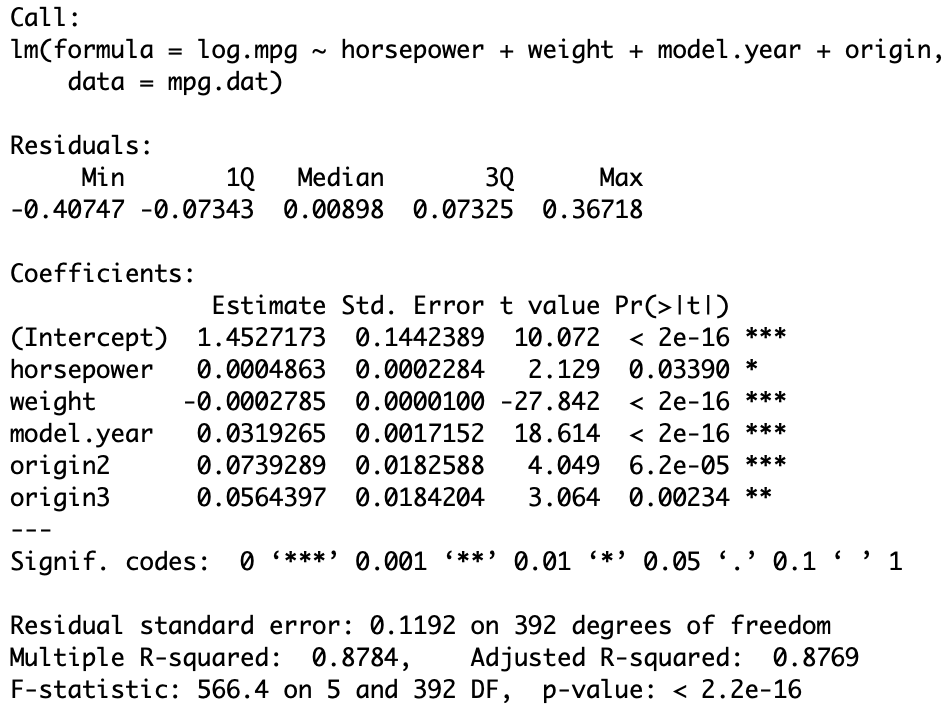 Call:
lm(formula = log.mpg ~ horsepower + weight + model.year + origin,
    data = mpg.dat)

Residuals:
     Min       1Q   Median       3Q      Max
-0.40747 -0.07343  0.00898  0.07325  0.36718

Coefficients:
              Estimate Std. Error t value Pr(>|t|)
(Intercept)  1.4527173  0.1442389  10.072  < 2e-16 ***
horsepower   0.0004863  0.0002284   2.129  0.03390 *
weight      -0.0002785  0.0000100 -27.842  < 2e-16 ***
model.year   0.0319265  0.0017152  18.614  < 2e-16 ***
origin2      0.0739289  0.0182588   4.049  6.2e-05 ***
origin3      0.0564397  0.0184204   3.064  0.00234 **
---
Signif. codes:  0 ‘***’ 0.001 ‘**’ 0.01 ‘*’ 0.05 ‘.’ 0.1 ‘ ’ 1

Residual standard error: 0.1192 on 392 degrees of freedom
Multiple R-squared:  0.8784,    Adjusted R-squared:  0.8769
F-statistic: 566.4 on 5 and 392 DF,  p-value: < 2.2e-16